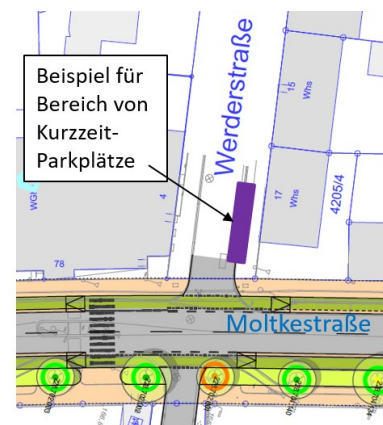 Beispiel für
Bereich von
Kurzzeit-
Parkplätze
Werderstraße
15
Whs
17
Whs
4205/4
4
78
Moltkestraße